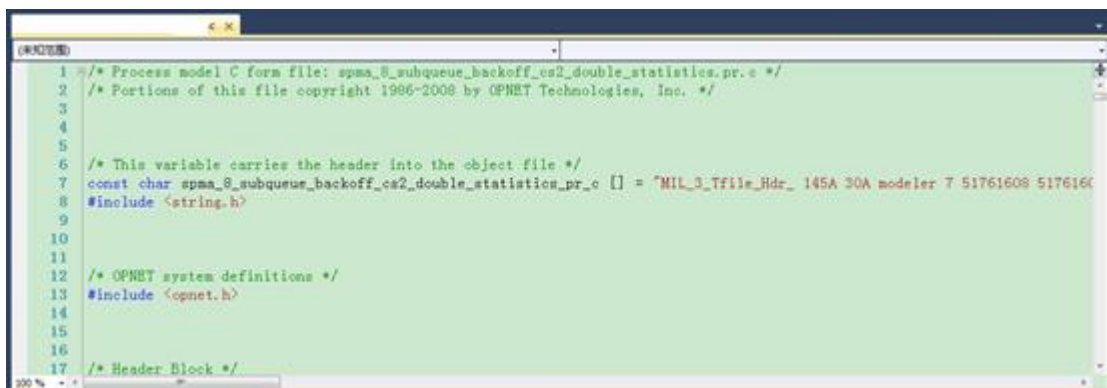 (未知范围)
1 /* Process model C form file: spma_8_subqueue_backoff_cs2_double_statistics.pr.c */
2 /* Portions of this file copyright 1986-2008 by OPNET Technologies, Inc. */
3
4
5
6 /* This variable carries the header into the object file */
7 const char spma_8_subqueue_backoff_cs2_double_statistics_pr_c [] = "MIL_3_Tfile_Hdr_ 145A 30A modeler 7 51761608 5176160
8 #include <string.h>
9
10
11
12 /* OPNET system definitions */
13 #include <opnet.h>
14
15
16
17 /* Header Block */
100 %